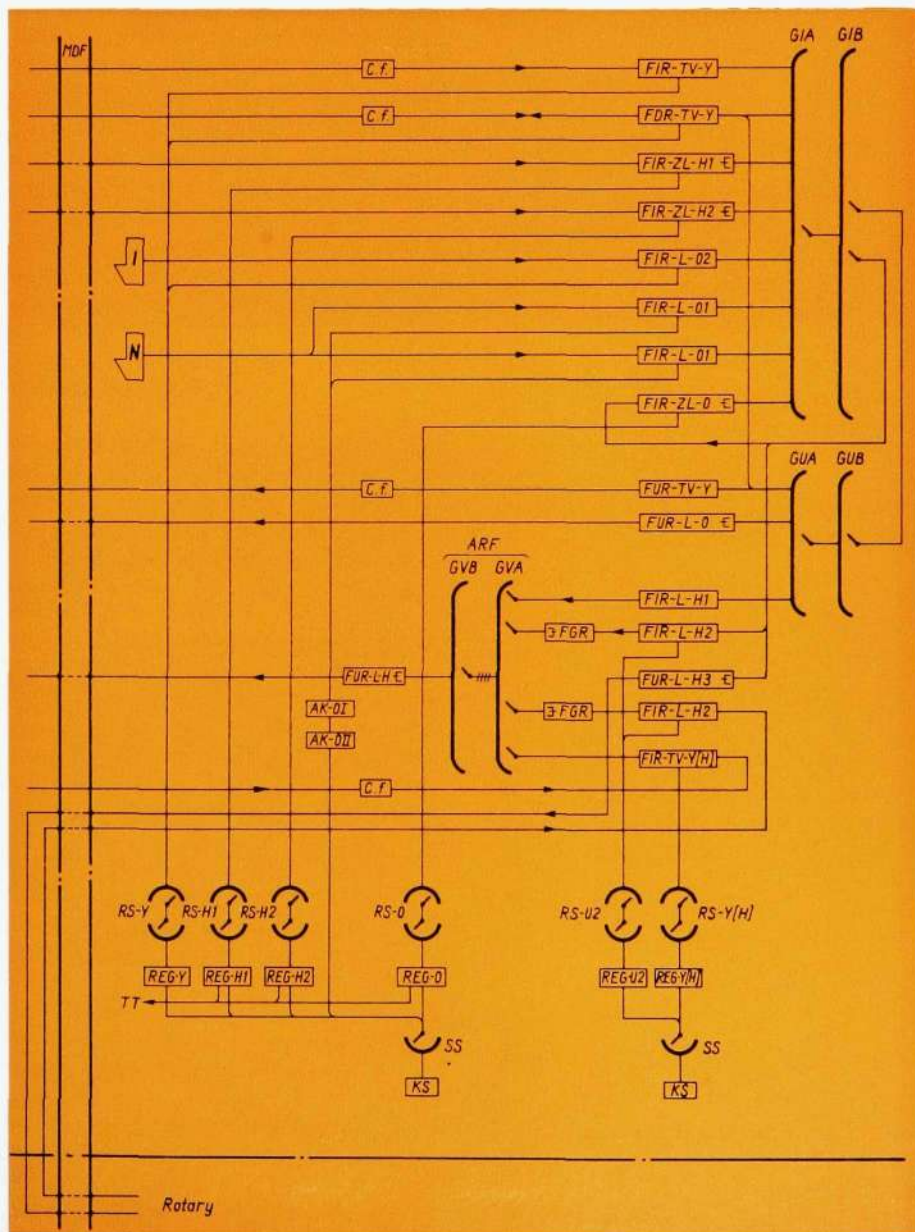 MDF
GIA GIB
C.f. FIR-TV-Y
C.f. FDR-TV-Y
FIR-ZL-H1 €
FIR-ZL-H2 €
I FIR-L-02
FIR-L-01
N FIR-L-01
FIR-ZL-0 €
GUA GUB
C.f. FUR-TV-Y
FUR-L-0 €
ARF
GVB GVA
FIR-L-H1
FGR FIR-L-H2
FUR-LH € FUR-L-H3 €
AK-0I
FGR FIR-L-H2
AK-0II
FIR-TV-Y[H]
C.f.
RS-Y RS-H1 RS-H2 RS-0 RS-U2 RS-Y[H]
REG-Y REG-H1 REG-H2 REG-0 REG-U2 REG-Y[H]
TT
SS SS
KS KS
Rotary